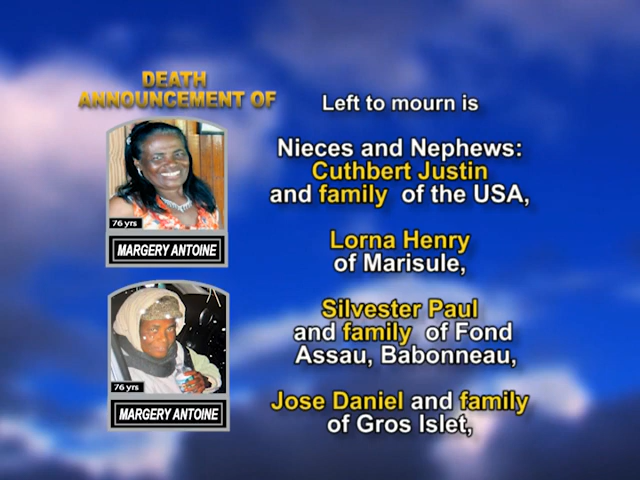 DEATH
ANNOUNCEMENT OF
76 yrs
MARGERY ANTOINE
76 yrs
MARGERY ANTOINE
Left to mourn is
Nieces and Nephews:
Cuthbert Justin
and family of the USA,
Lorna Henry
of Marisule,
Silvester Paul
and family of Fond
Assau, Babonneau,
Jose Daniel and family
of Gros Islet,